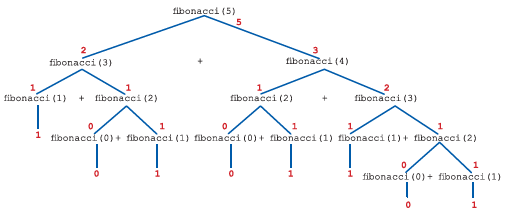 fibonacci(5)
5
2 3
fibonacci(3) + fibonacci(4)
1 1 1 2
fibonacci(1) + fibonacci(2) fibonacci(2) + fibonacci(3)
1 0 1 0 1 1 1
fibonacci(0)+ fibonacci(1) fibonacci(0)+ fibonacci(1) fibonacci(1)+ fibonacci(2)
0 1 0 1 1 0 1
fibonacci(0)+ fibonacci(1)
0 1